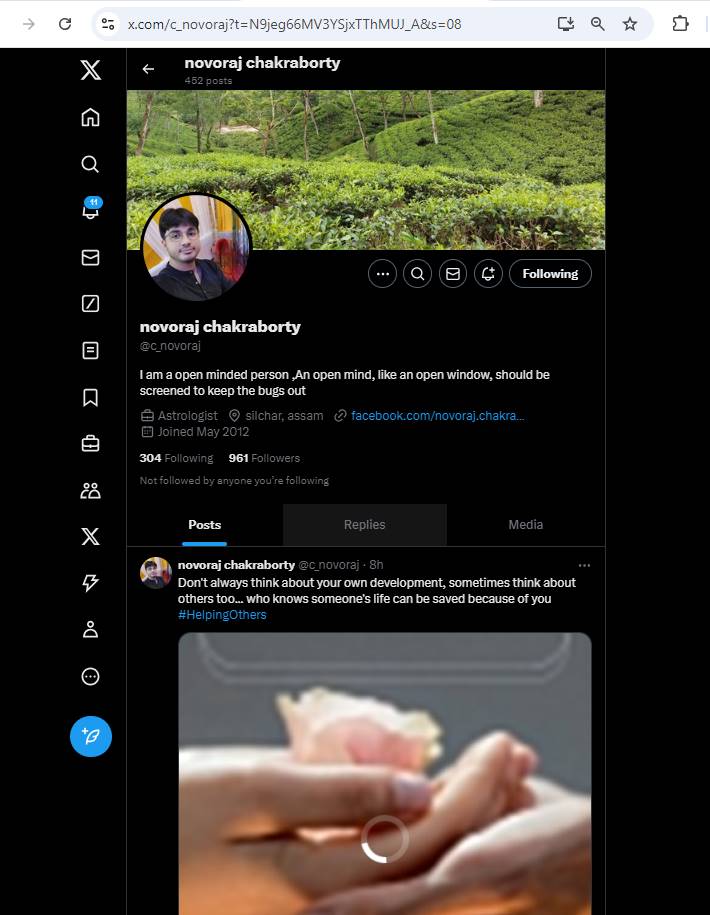 x.com/c_novoraj?t=N9jeg66MV3YSjxTThMUJ_A&s=08
novoraj chakraborty
452 posts
11
Following
novoraj chakraborty
@c_novoraj
I am a open minded person ,An open mind, like an open window, should be
screened to keep the bugs out
Astrologist silchar, assam facebook.com/novoraj.chakra...
Joined May 2012
304 Following 961 Followers
Not followed by anyone you're following
Posts Replies Media
novoraj chakraborty @c_novoraj · 8h
Don't always think about your own development, sometimes think about
others too... who knows someone's life can be saved because of you
#HelpingOthers